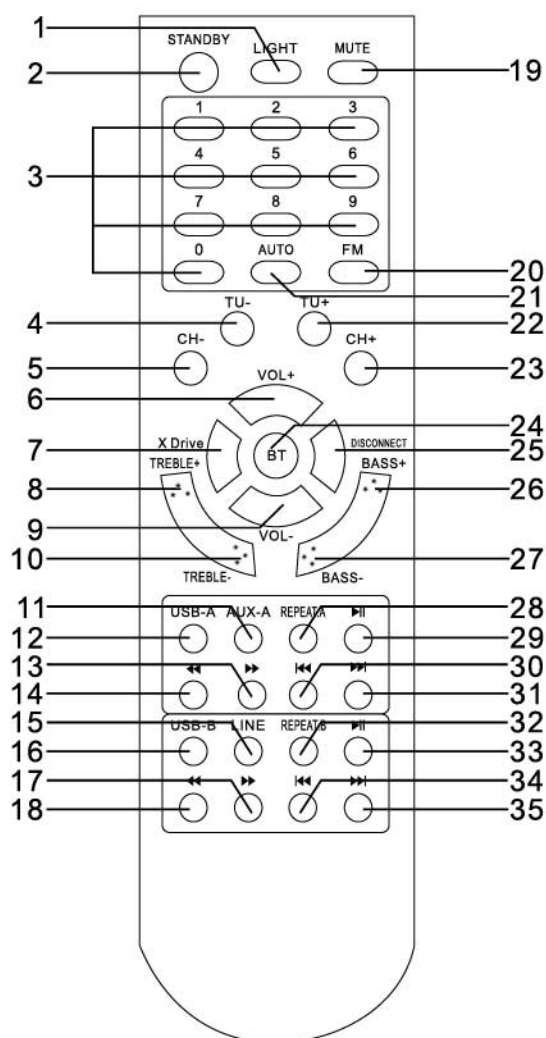 1
STANDBY
LIGHT
MUTE
2
19
1 2 3
3
4 5 6
7 8 9
0 AUTO FM
20
21
TU- TU+
4
22
CH- CH+
5
23
VOL+
6
24
X Drive
BT
DISCONNECT
7
25
TREBLE+
BASS+
8
26
9
VOL-
10
27
TREBLE-
BASS-
11
28
USB-A AUX-A REPEATA
12
29
13
30
14
31
15
32
USB-B LINE REPEATB
16
33
17
34
18
35